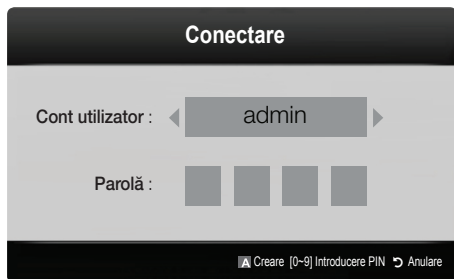 Conectare
Cont utilizator : admin
Parolă :
A Creare [0~9] Introducere PIN Anulare